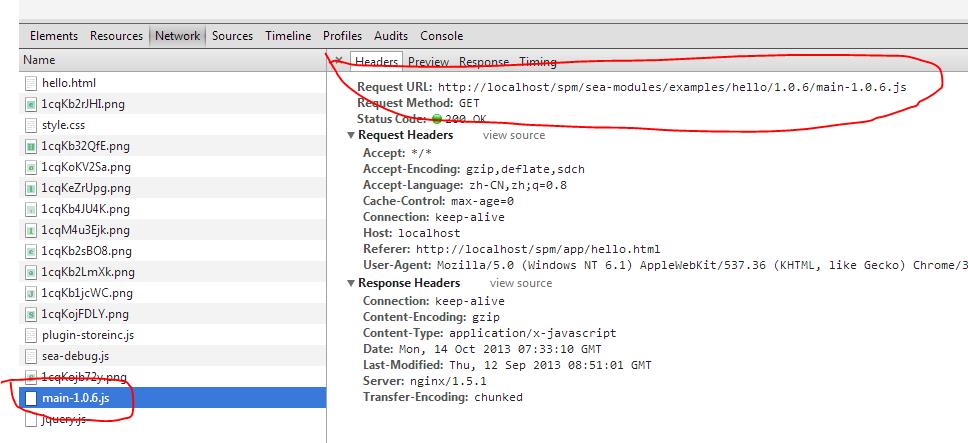 Elements Resources Network Sources Timeline Profiles Audits Console
Name
hello.html
1cqKb2rJHI.png
style.css
1cqKb32QfE.png
1cqKoKV2Sa.png
1cqKeZrUpg.png
1cqKb4JU4K.png
1cqM4u3Ejk.png
1cqKb2sBO8.png
1cqKb2LmXk.png
1cqKb1jcWC.png
1cqKojFDLY.png
plugin-storeinc.js
sea-debug.js
1cqKojb72y.png
main-1.0.6.js
jquery.js
× Headers Preview Response Timing
Request URL: http://localhost/spm/sea-modules/examples/hello/1.0.6/main-1.0.6.js
Request Method: GET
Status Code: 200 OK
▼ Request Headers view source
Accept: */*
Accept-Encoding: gzip,deflate,sdch
Accept-Language: zh-CN,zh;q=0.8
Cache-Control: max-age=0
Connection: keep-alive
Host: localhost
Referer: http://localhost/spm/app/hello.html
User-Agent: Mozilla/5.0 (Windows NT 6.1) AppleWebKit/537.36 (KHTML, like Gecko) Chrome/3
▼ Response Headers view source
Connection: keep-alive
Content-Encoding: gzip
Content-Type: application/x-javascript
Date: Mon, 14 Oct 2013 07:33:10 GMT
Last-Modified: Thu, 12 Sep 2013 08:51:01 GMT
Server: nginx/1.5.1
Transfer-Encoding: chunked